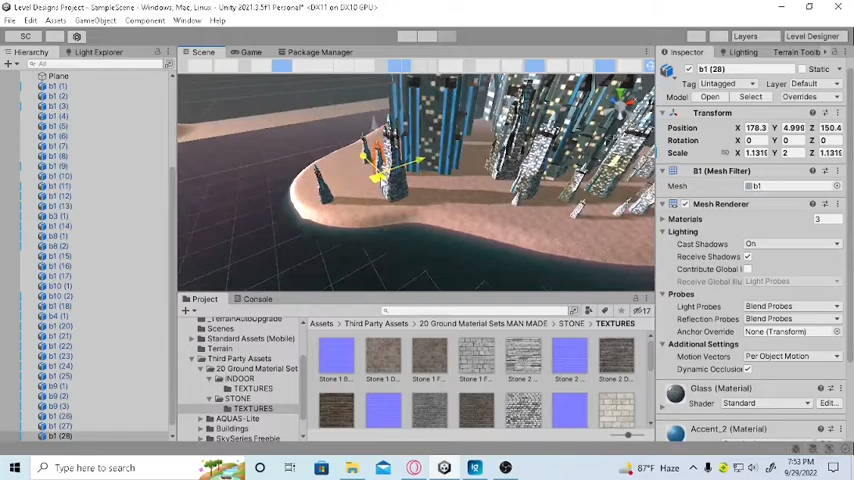 Level Designs Project - SampleScene - Windows, Mac, Linux - Unity 2021.3.5f1 Personal* <DX11 on DX10 GPU>
File Edit Assets GameObject Component Window Help
SC Layers Level Designer
Hierarchy Light Explorer
All
Plane
b1 (1)
b1 (2)
b1 (3)
b1 (4)
b1 (5)
b1 (6)
b1 (7)
b1 (8)
b1 (9)
b1 (10)
b1 (11)
b1 (12)
b1 (13)
b3 (1)
b1 (14)
b8 (1)
b8 (2)
b1 (15)
b1 (16)
b1 (17)
b10 (1)
b10 (2)
b1 (18)
b4 (1)
b1 (20)
b1 (21)
b1 (22)
b1 (23)
b1 (24)
b1 (25)
b9 (1)
b9 (2)
b9 (3)
b1 (26)
b1 (27)
b1 (28)
Scene Game Package Manager
Project Console
17
_TerrainAutoUpgrade
Scenes
Standard Assets (Mobile)
Terrain
Third Party Assets
20 Ground Material Set
INDOOR
TEXTURES
STONE
TEXTURES
AQUAS-Lite
Buildings
SkySeries Freebie
Assets Third Party Assets 20 Ground Material Sets MAN MADE STONE TEXTURES
Stone 1 B... Stone 1 D... Stone 1 F... Stone 1 F... Stone 2 ... Stone 2 ... Stone 2 D...
Inspector Lighting Terrain Tools
b1 (28) Static
Tag Untagged Layer Default
Model Open Select Overrides
Transform
Position X 178.3 Y 4.999 Z 150.4
Rotation X 0 Y 0 Z 0
Scale X 1.1319 Y 2 Z 1.1319
B1 (Mesh Filter)
Mesh b1
Mesh Renderer
Materials 3
Lighting
Cast Shadows On
Receive Shadows
Contribute Global I
Receive Global Illu Light Probes
Probes
Light Probes Blend Probes
Reflection Probes Blend Probes
Anchor Override None (Transform)
Additional Settings
Motion Vectors Per Object Motion
Dynamic Occlusion
Glass (Material)
Shader Standard Edit...
Accent_2 (Material)
Type here to search
87°F Haze
7:53 PM
9/29/2022